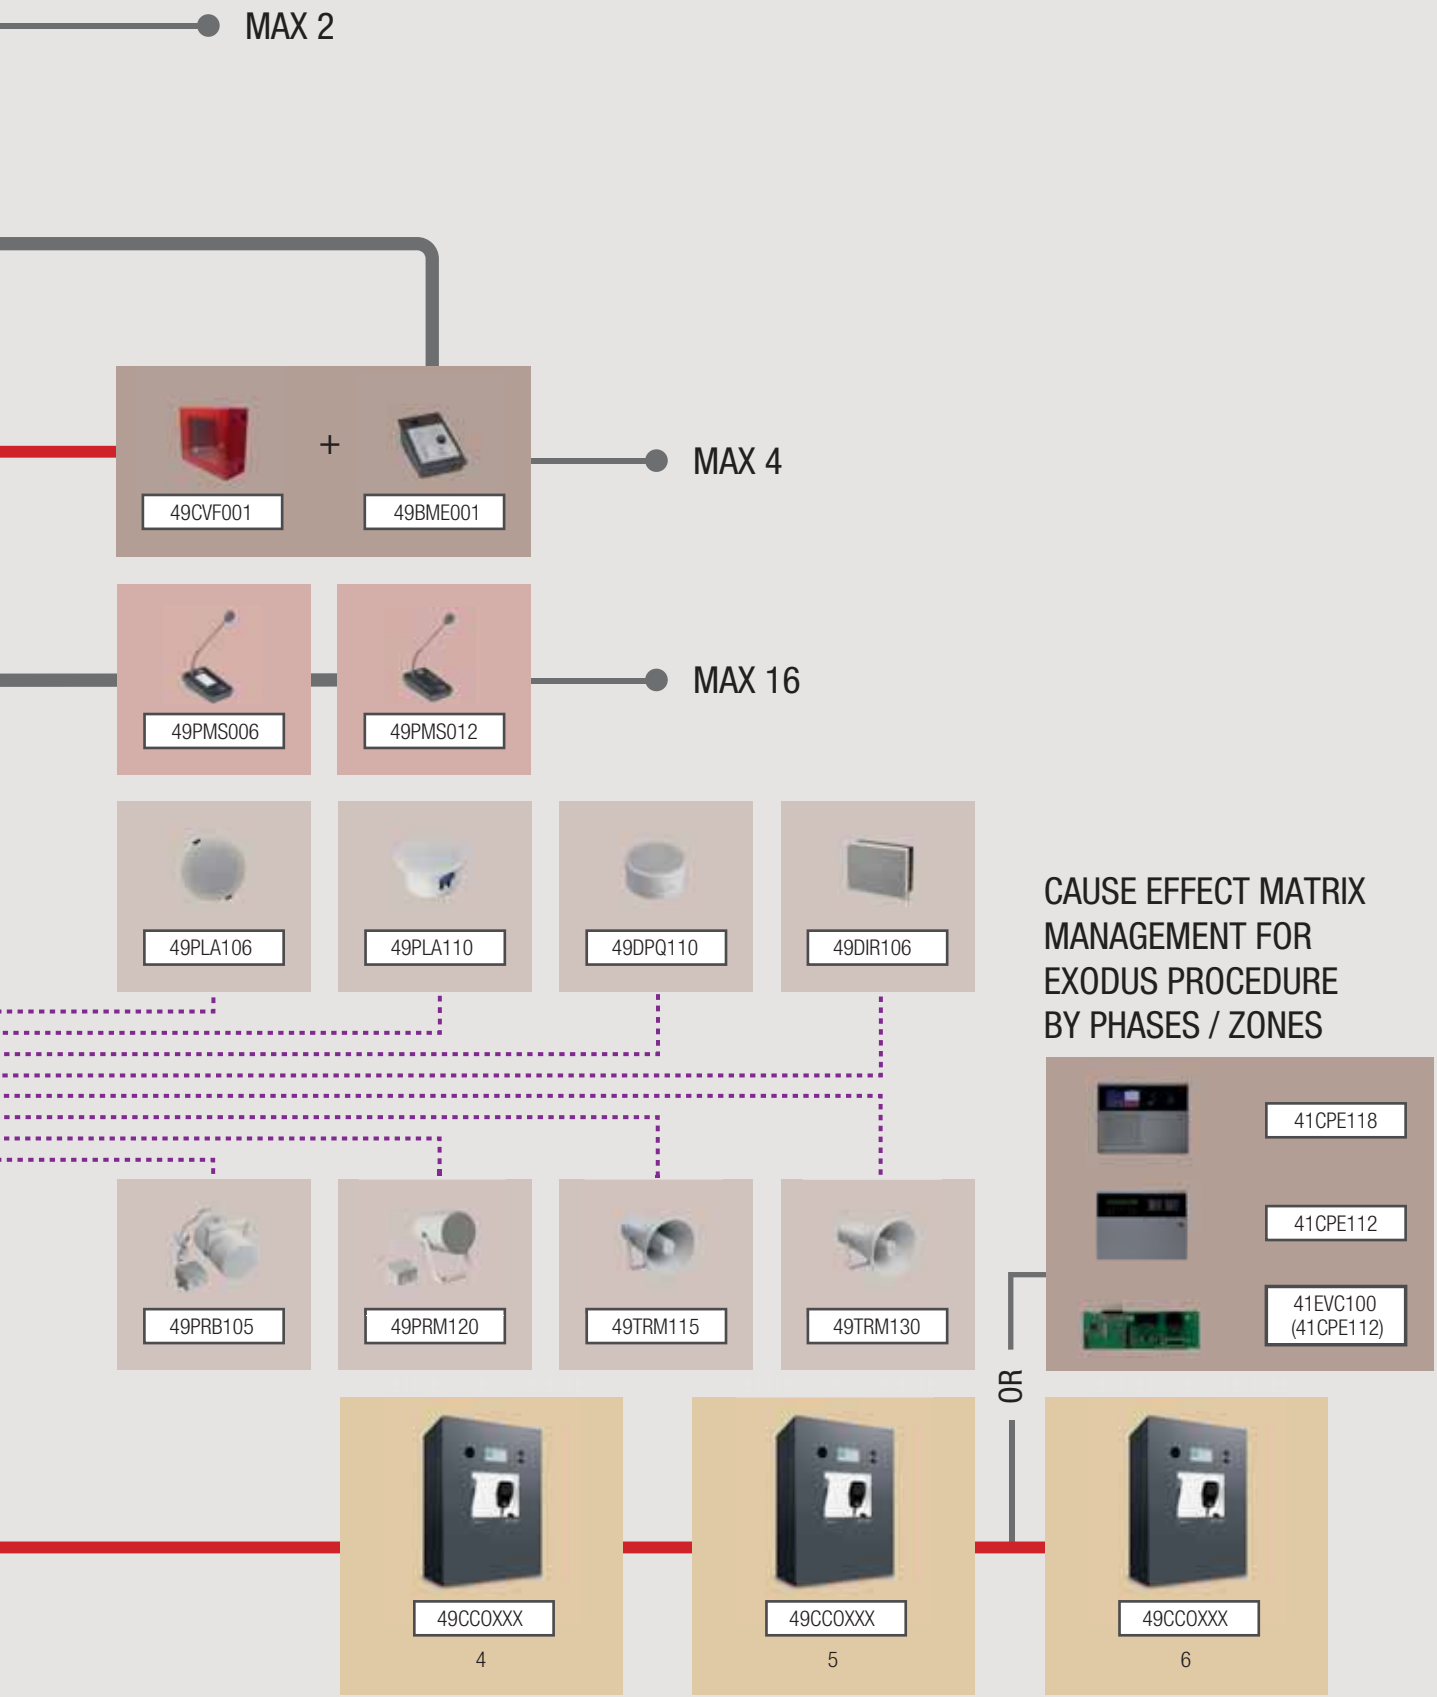 MAX 2
+
49CVF001
49BME001
MAX 4
49PMS006
49PMS012
MAX 16
49PLA106
49PLA110
49DPQ110
49DIR106
CAUSE EFFECT MATRIX
MANAGEMENT FOR
EXODUS PROCEDURE
BY PHASES / ZONES
41CPE118
41CPE112
41EVC100
(41CPE112)
49PRB105
49PRM120
49TRM115
49TRM130
OR
49CCOXXX
4
49CCOXXX
5
49CCOXXX
6